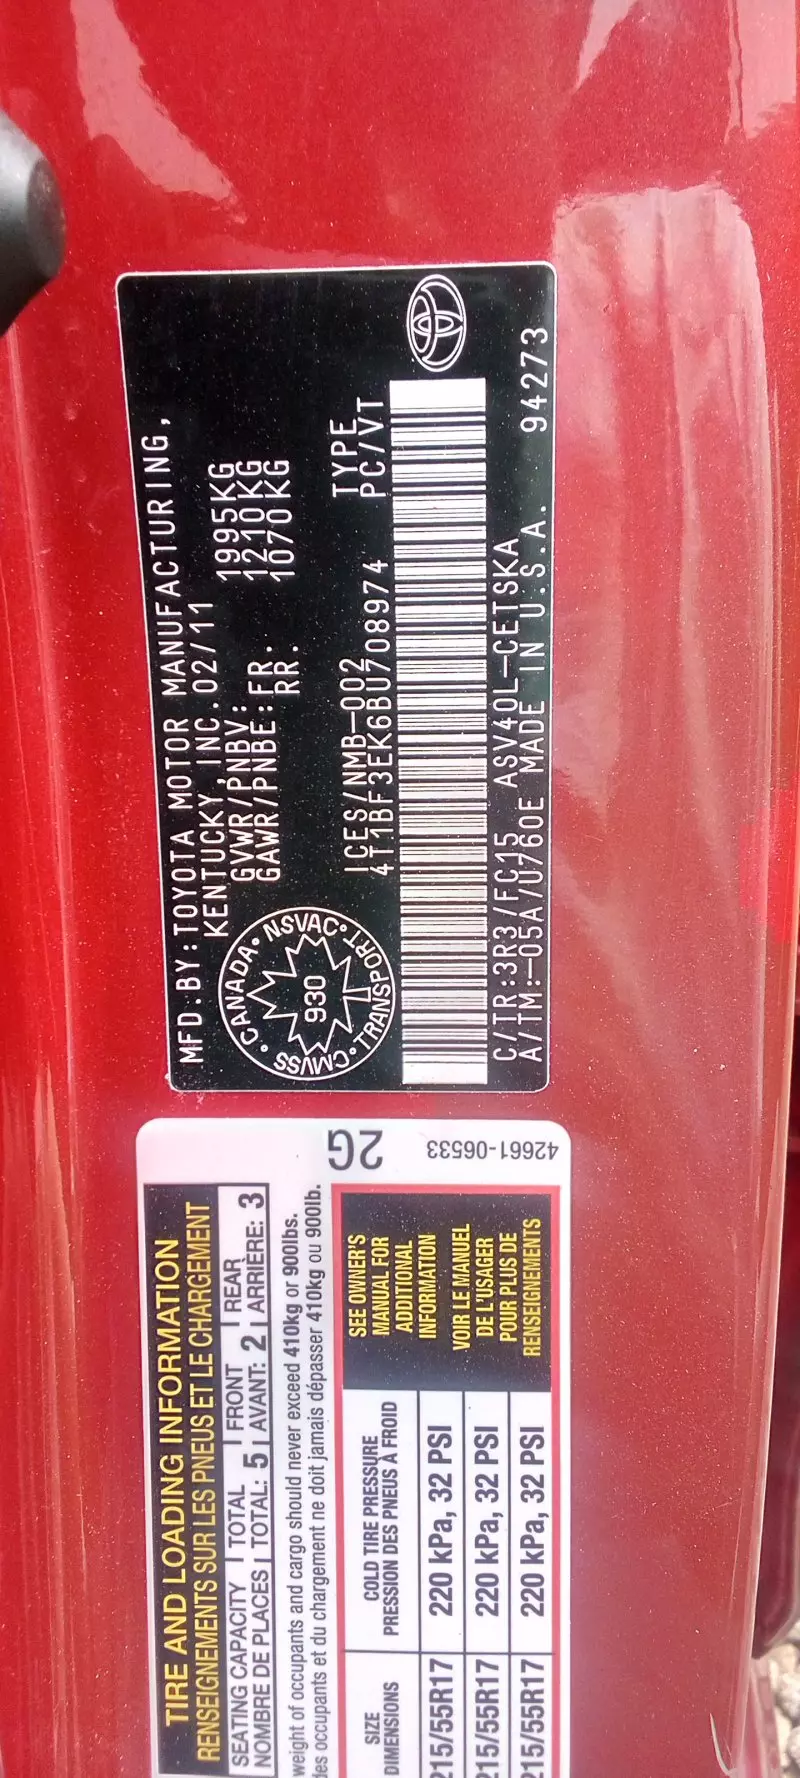 MFD.BY:TOYOTA MOTOR MANUFACTURING,
KENTUCKY,INC.02/11
GVWR/PNBV: 1995KG
GAWR/PNBE:FR. 1210KG
RR. 1070KG
ICES/NMB-002 TYPE
4T1BF3EK6BU708974 PC/VT
CANADA • NSVAC • TRANSPORT • CMVSS •
930
C/TR:3R3/FC15 ASV40L-CETSKA
A/TM:-05A/U760E MADE IN U.S.A. 94273
2G
42661-06533
TIRE AND LOADING INFORMATION
RENSEIGNEMENTS SUR LES PNEUS ET LE CHARGEMENT
SEATING CAPACITY TOTAL FRONT REAR
NOMBRE DE PLACES TOTAL: 5 AVANT: 2 ARRIÈRE: 3
weight of occupants and cargo should never exceed 410kg or 900lbs.
des occupants et du chargement ne doit jamais dépasser 410kg ou 900lb.
SIZE
DIMENSIONS
COLD TIRE PRESSURE
PRESSION DES PNEUS À FROID
215/55R17 220 kPa, 32 PSI
215/55R17 220 kPa, 32 PSI
215/55R17 220 kPa, 32 PSI
SEE OWNER'S
MANUAL FOR
ADDITIONAL
INFORMATION
VOIR LE MANUEL
DE L'USAGER
POUR PLUS DE
RENSEIGNEMENTS